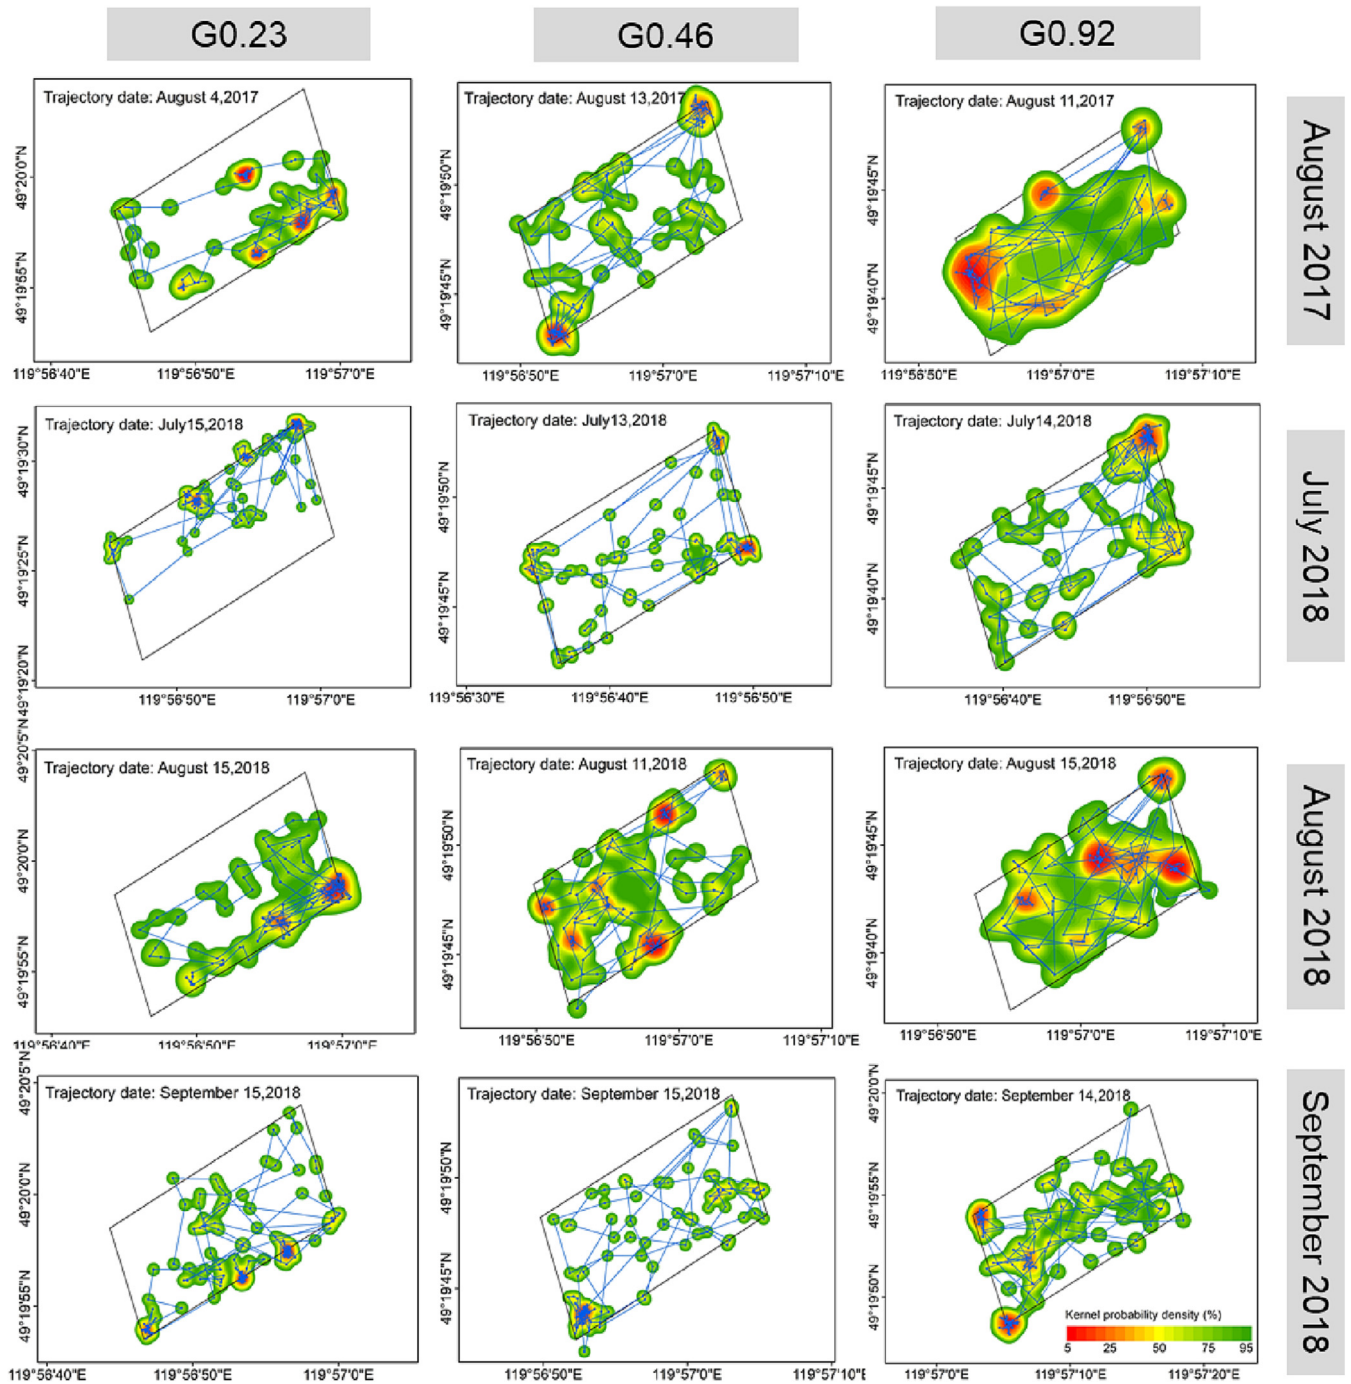 G0.23
G0.46
G0.92
Trajectory date: August 4,2017
49°20'0"N
49°19'55"N
119°56'40"E
119°56'50"E
119°57'0"E
Trajectory date: August 13,2017
49°19'50"N
49°19'45"N
119°56'50"E
119°57'0"E
119°57'10"E
Trajectory date: August 11,2017
49°19'45"N
49°19'40"N
119°56'50"E
119°57'0"E
119°57'10"E
August 2017
Trajectory date: July15,2018
49°19'30"N
49°19'25"N
49°19'20"N
119°56'50"E
119°57'0"E
Trajectory date: July13,2018
49°19'50"N
49°19'45"N
119°56'30"E
119°56'40"E
119°56'50"E
Trajectory date: July14,2018
49°19'45"N
49°19'40"N
119°56'40"E
119°56'50"E
July 2018
Trajectory date: August 15,2018
49°20'5"N
49°20'0"N
49°19'55"N
119°56'40"E
119°56'50"E
119°57'0"E
Trajectory date: August 11,2018
49°19'50"N
49°19'45"N
119°56'50"E
119°57'0"E
119°57'10"E
Trajectory date: August 15,2018
49°19'45"N
49°19'40"N
119°56'50"E
119°57'0"E
119°57'10"E
August 2018
Trajectory date: September 15,2018
49°20'5"N
49°20'0"N
49°19'55"N
119°56'40"E
119°56'50"E
119°57'0"E
Trajectory date: September 15,2018
49°19'50"N
49°19'45"N
119°56'50"E
119°57'0"E
119°57'10"E
Trajectory date: September 14,2018
49°20'0"N
49°19'55"N
49°19'50"N
119°57'0"E
119°57'10"E
119°57'20"E
Kernel probability density (%)
5 25 50 75 95
September 2018